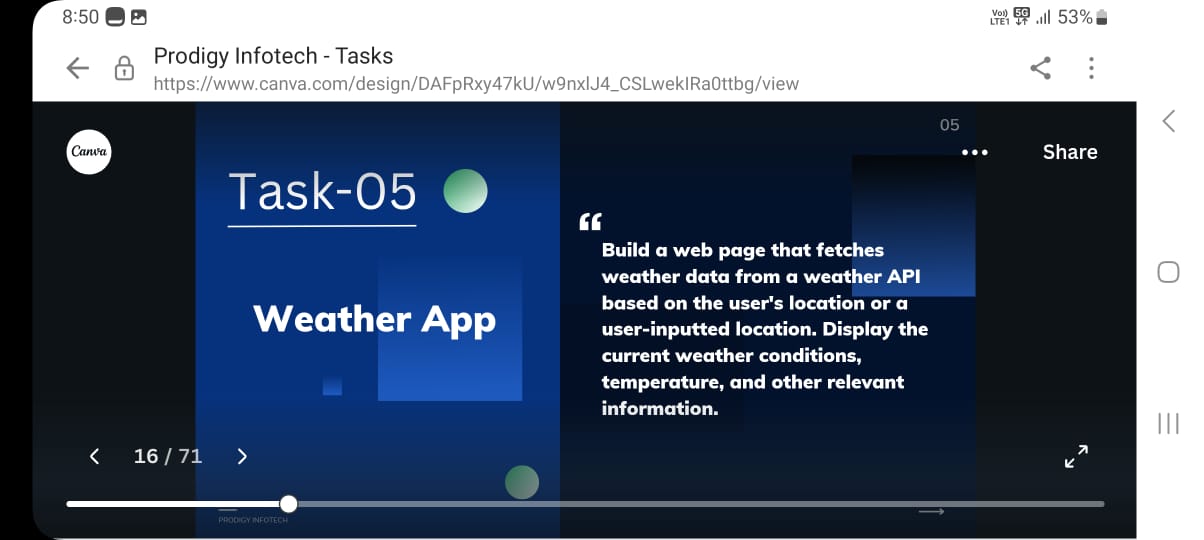 8:50
Vo)) 5G
LTE1 53%
Prodigy Infotech - Tasks
https://www.canva.com/design/DAFpRxy47kU/w9nxlJ4_CSLwekIRa0ttbg/view
Canva
05
Share
Task-05
Weather App
“
Build a web page that fetches
weather data from a weather API
based on the user's location or a
user-inputted location. Display the
current weather conditions,
temperature, and other relevant
information.
16 / 71
PRODIGY INFOTECH